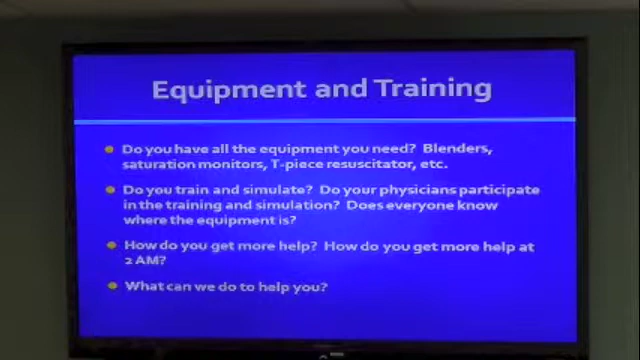 Equipment and Training
Do you have all the equipment you need? Blenders,
saturation monitors, T-piece resuscitator, etc.
Do you train and simulate? Do your physicians participate
in the training and simulation? Does everyone know
where the equipment is?
How do you get more help? How do you get more help at
2 AM?
What can we do to help you?